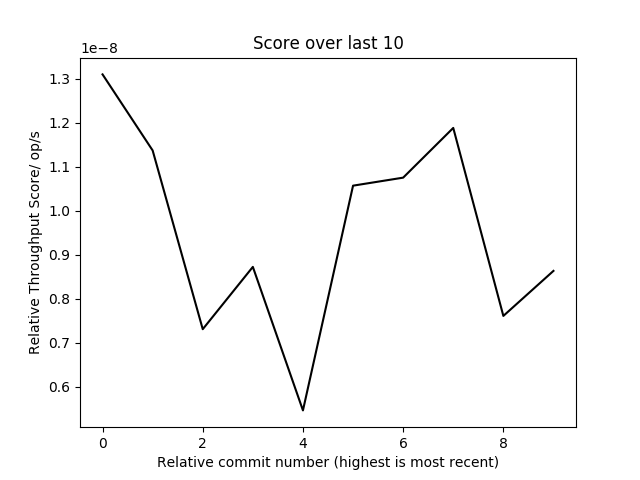 Score over last 10
1e−8
1.3
1.2
1.1
1.0
0.9
0.8
0.7
0.6
Relative Throughput Score/ op/s
0 2 4 6 8
Relative commit number (highest is most recent)